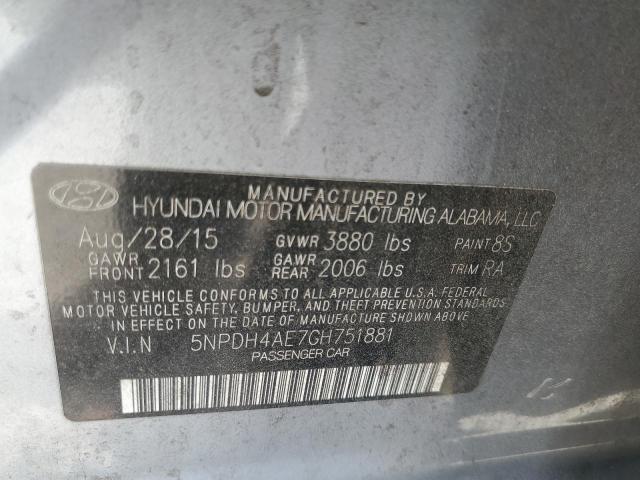 MANUFACTURED BY
HYUNDAI MOTOR MANUFACTURING ALABAMA, LLC
Aug/28/15 GVWR 3880 lbs PAINT 8S
GAWR FRONT 2161 lbs GAWR REAR 2006 lbs TRIM RA
THIS VEHICLE CONFORMS TO ALL APPLICABLE U.S.A. FEDERAL
MOTOR VEHICLE SAFETY, BUMPER, AND THEFT PREVENTION STANDARDS
IN EFFECT ON THE DATE OF MANUFACTURE SHOWN ABOVE.
V.I.N 5NPDH4AE7GH751881
PASSENGER CAR